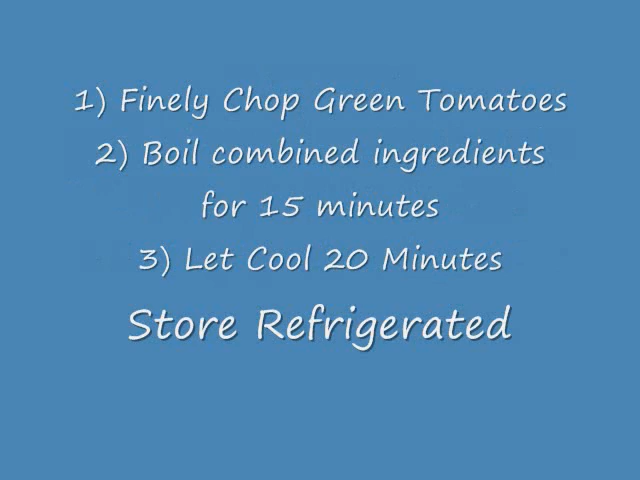 1) Finely Chop Green Tomatoes
2) Boil combined ingredients
for 15 minutes
3) Let Cool 20 Minutes
Store Refrigerated